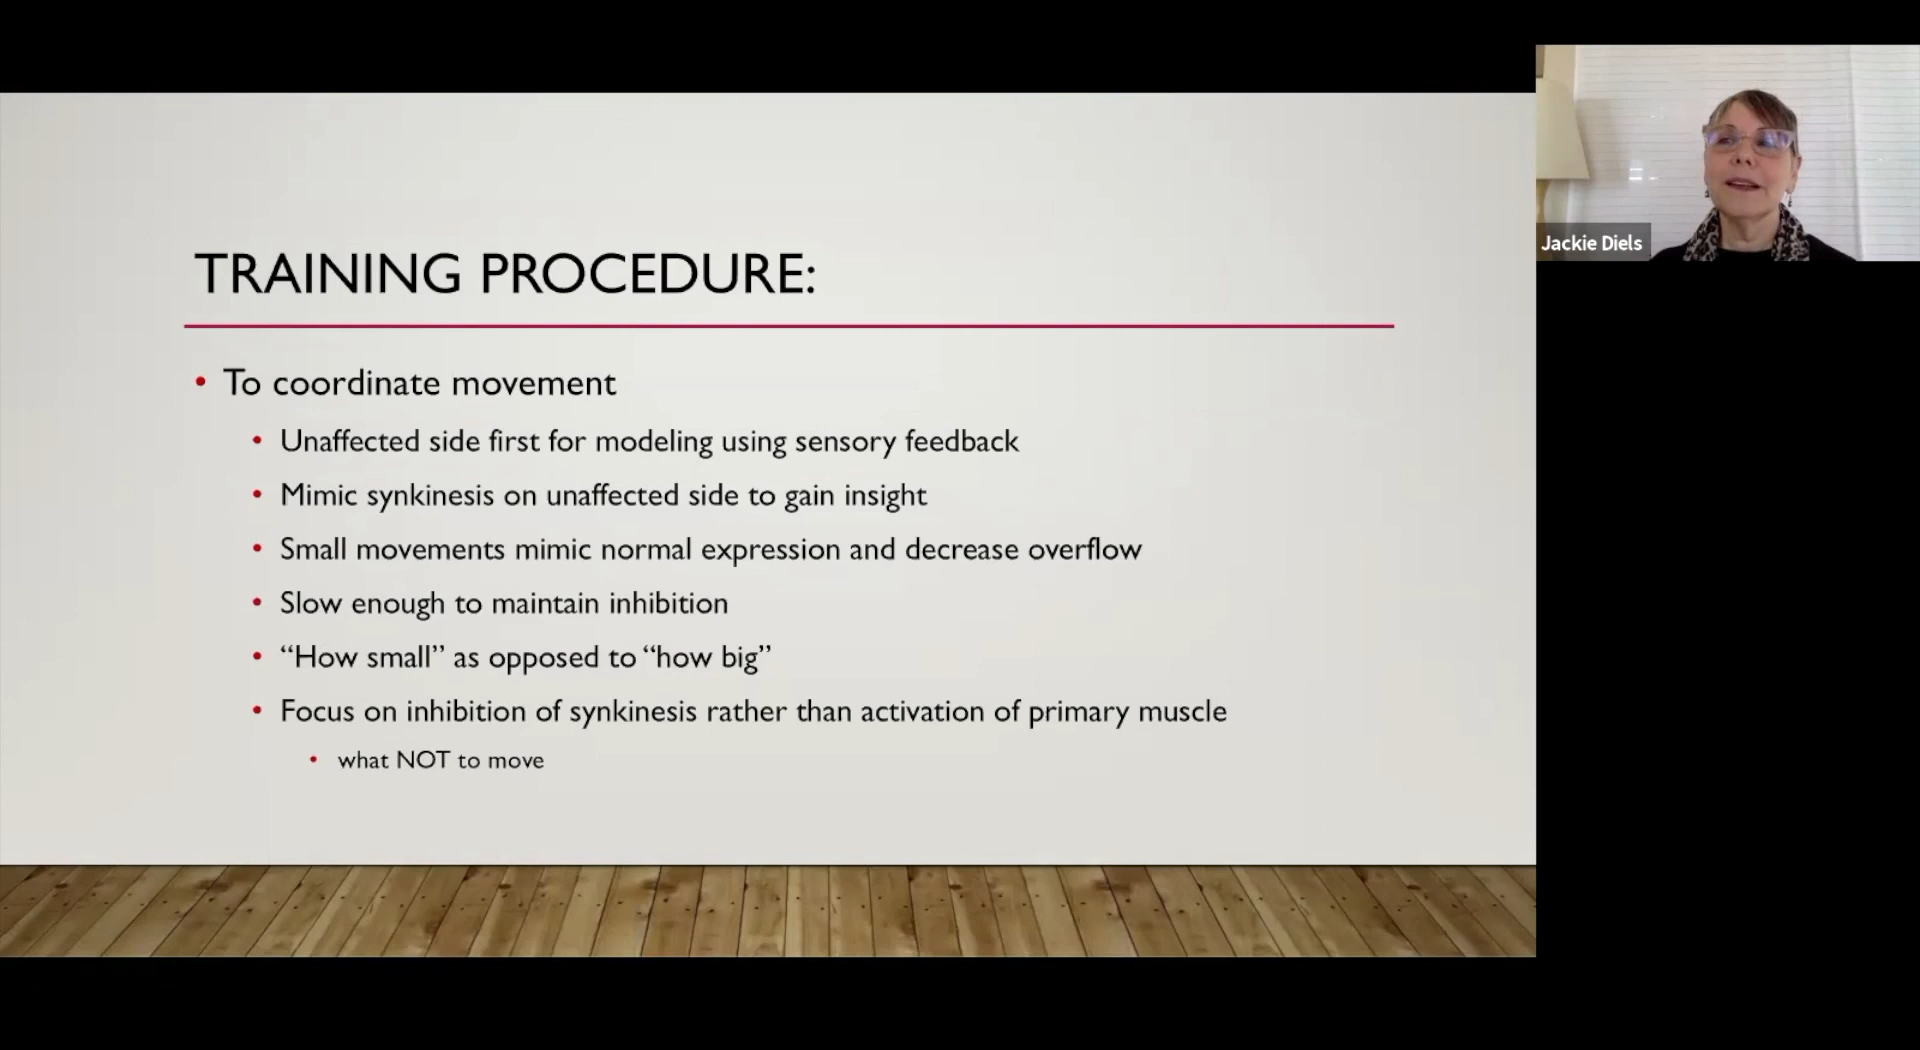 TRAINING PROCEDURE:
• To coordinate movement
• Unaffected side first for modeling using sensory feedback
• Mimic synkinesis on unaffected side to gain insight
• Small movements mimic normal expression and decrease overflow
• Slow enough to maintain inhibition
• “How small” as opposed to “how big”
• Focus on inhibition of synkinesis rather than activation of primary muscle
• what NOT to move
Jackie Diels